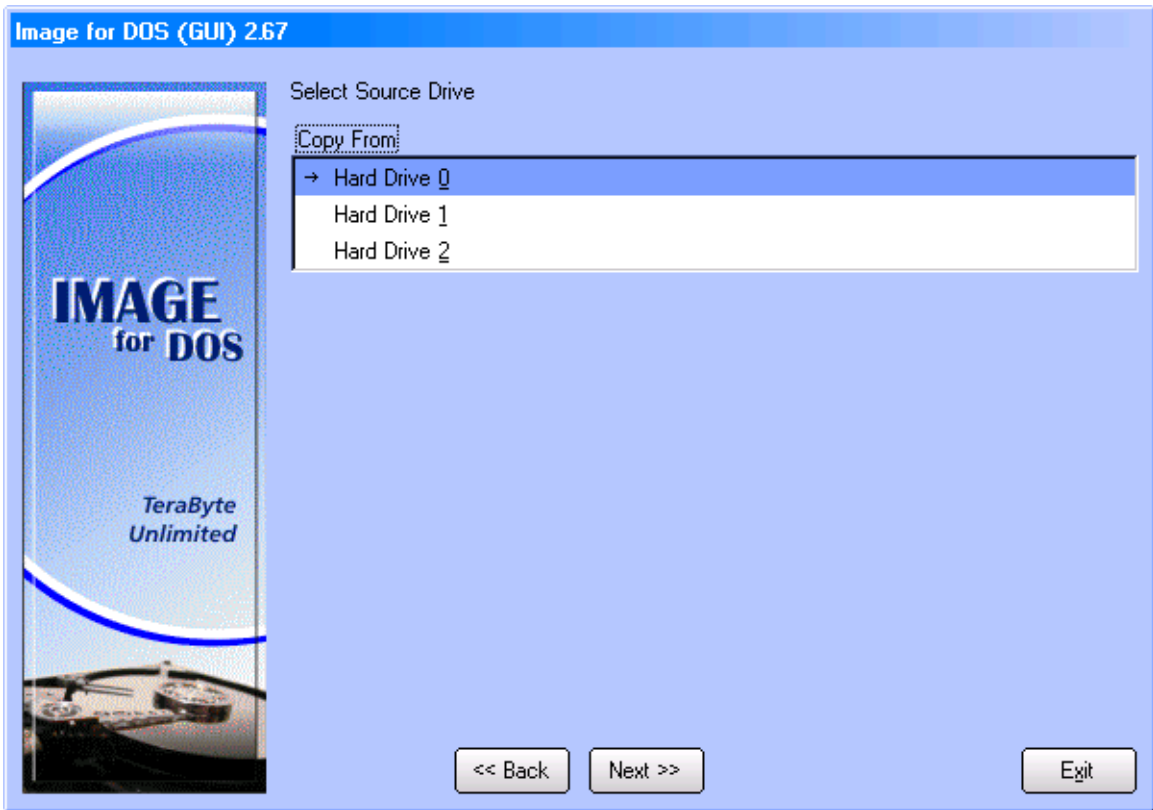 Image for DOS (GUI) 2.67
Select Source Drive
Copy From
→ Hard Drive 0
Hard Drive 1
Hard Drive 2
IMAGE
for DOS
TeraByte
Unlimited
<< Back
Next >>
Exit